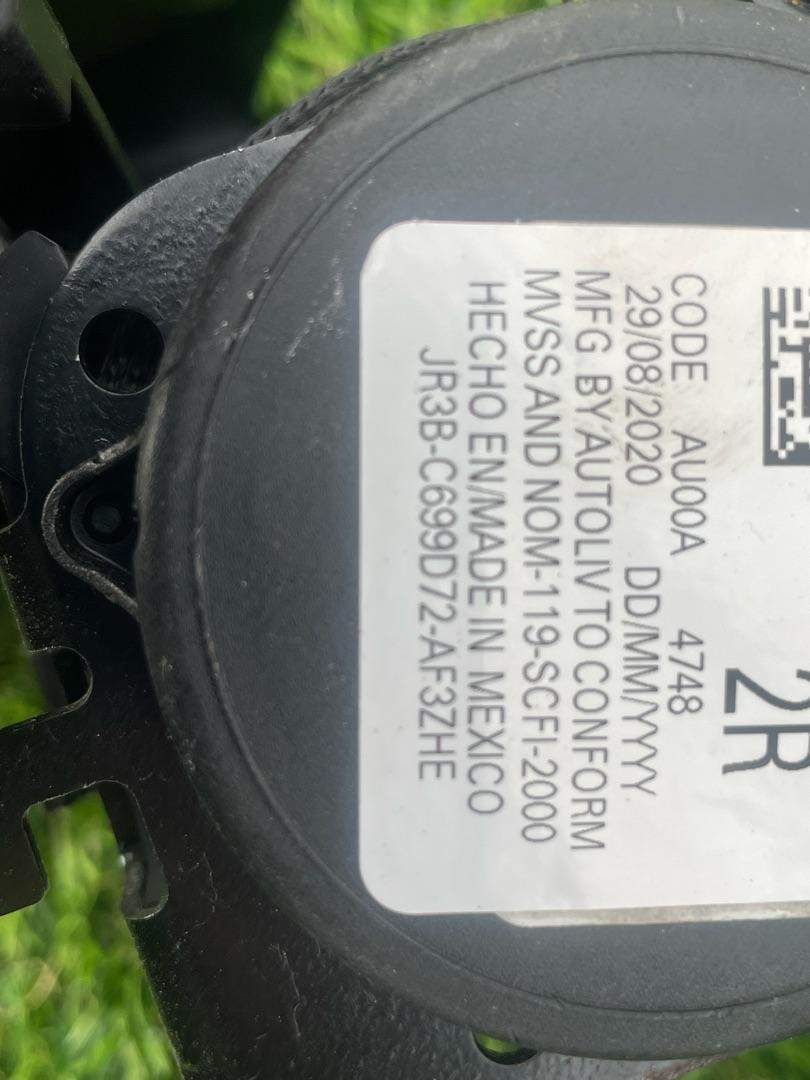 2R
CODE AU00A 4748
29/08/2020 DD/MM/YYYY
MFG BY AUTOLIV TO CONFORM
MVSS AND NOM-119-SCFI-2000
HECHO EN/MADE IN MEXICO
JR3B-C699D72-AF3ZHE